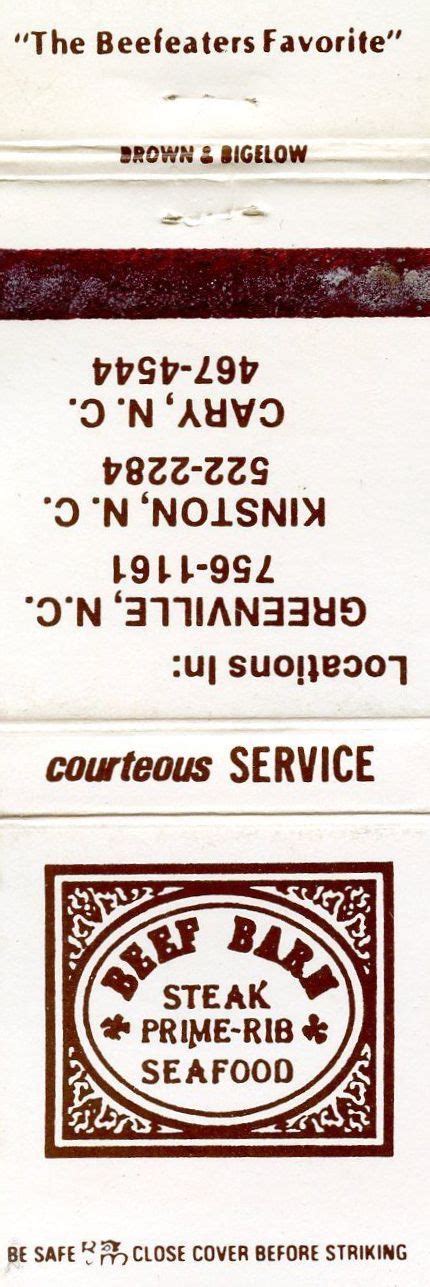 "The Beefeaters Favorite"
BROWN & BIGELOW
Locations In:
GREENVILLE, N.C.
756-1161
KINSTON, N.C.
522-2284
CARY, N.C.
467-4544
courteous SERVICE
BEEF BARN
STEAK
PRIME-RIB
SEAFOOD
BE SAFE CLOSE COVER BEFORE STRIKING